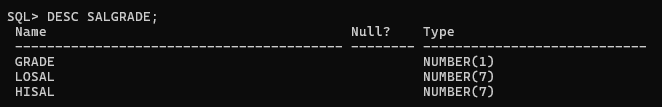 SQL> DESC SALGRADE;
Name Null? Type
----------------------------------------- -------- ----------------------------
GRADE NUMBER(1)
LOSAL NUMBER(7)
HISAL NUMBER(7)